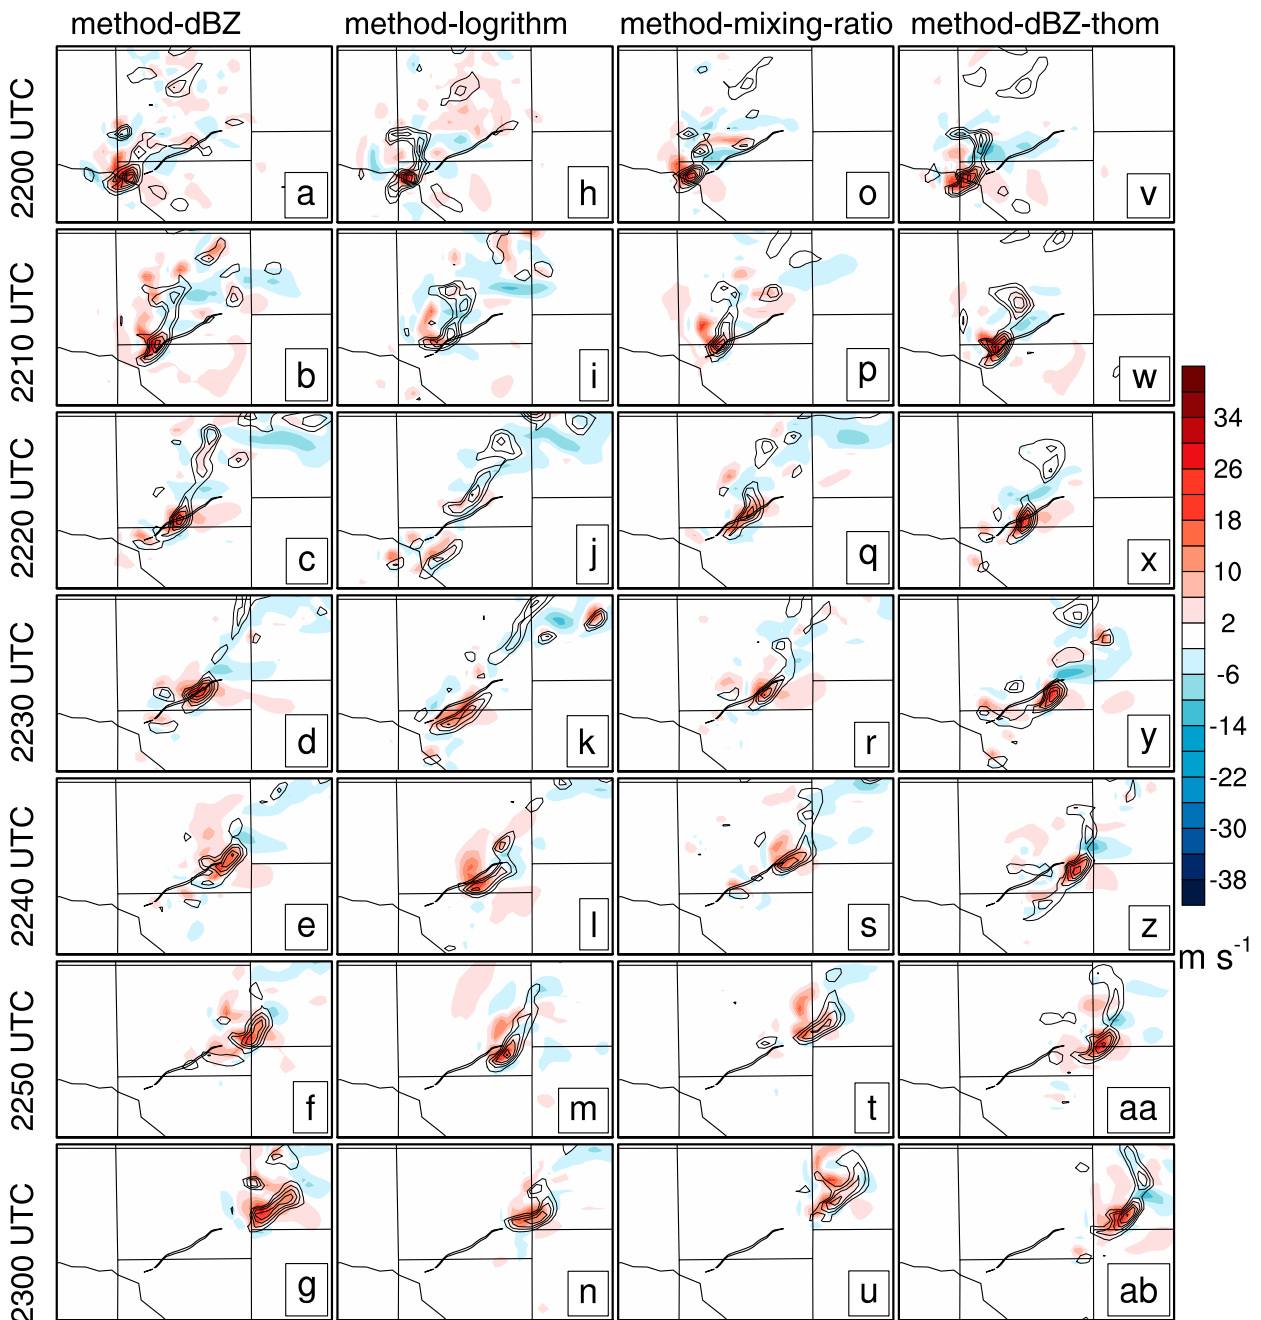 method-dBZ method-logrithm method-mixing-ratio method-dBZ-thom
2200 UTC a h o v
2210 UTC b i p w
2220 UTC c j q x
2230 UTC d k r y
2240 UTC e l s z
2250 UTC f m t aa
2300 UTC g n u ab
34
26
18
10
2
-6
-14
-22
-30
-38
m s⁻¹